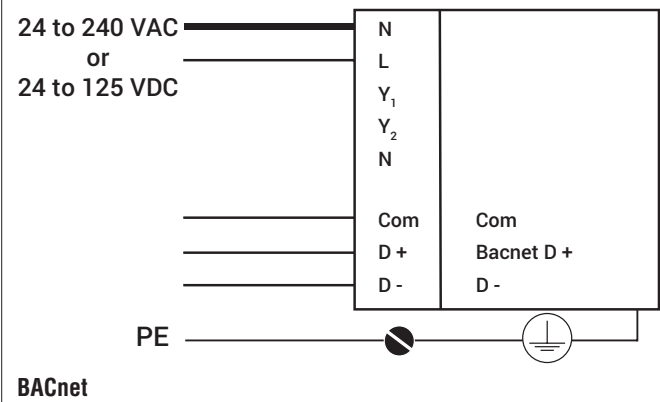 24 to 240 VAC
or
24 to 125 VDC
N
L
Y1
Y2
N
Com Com
D + Bacnet D +
D - D -
PE
BACnet